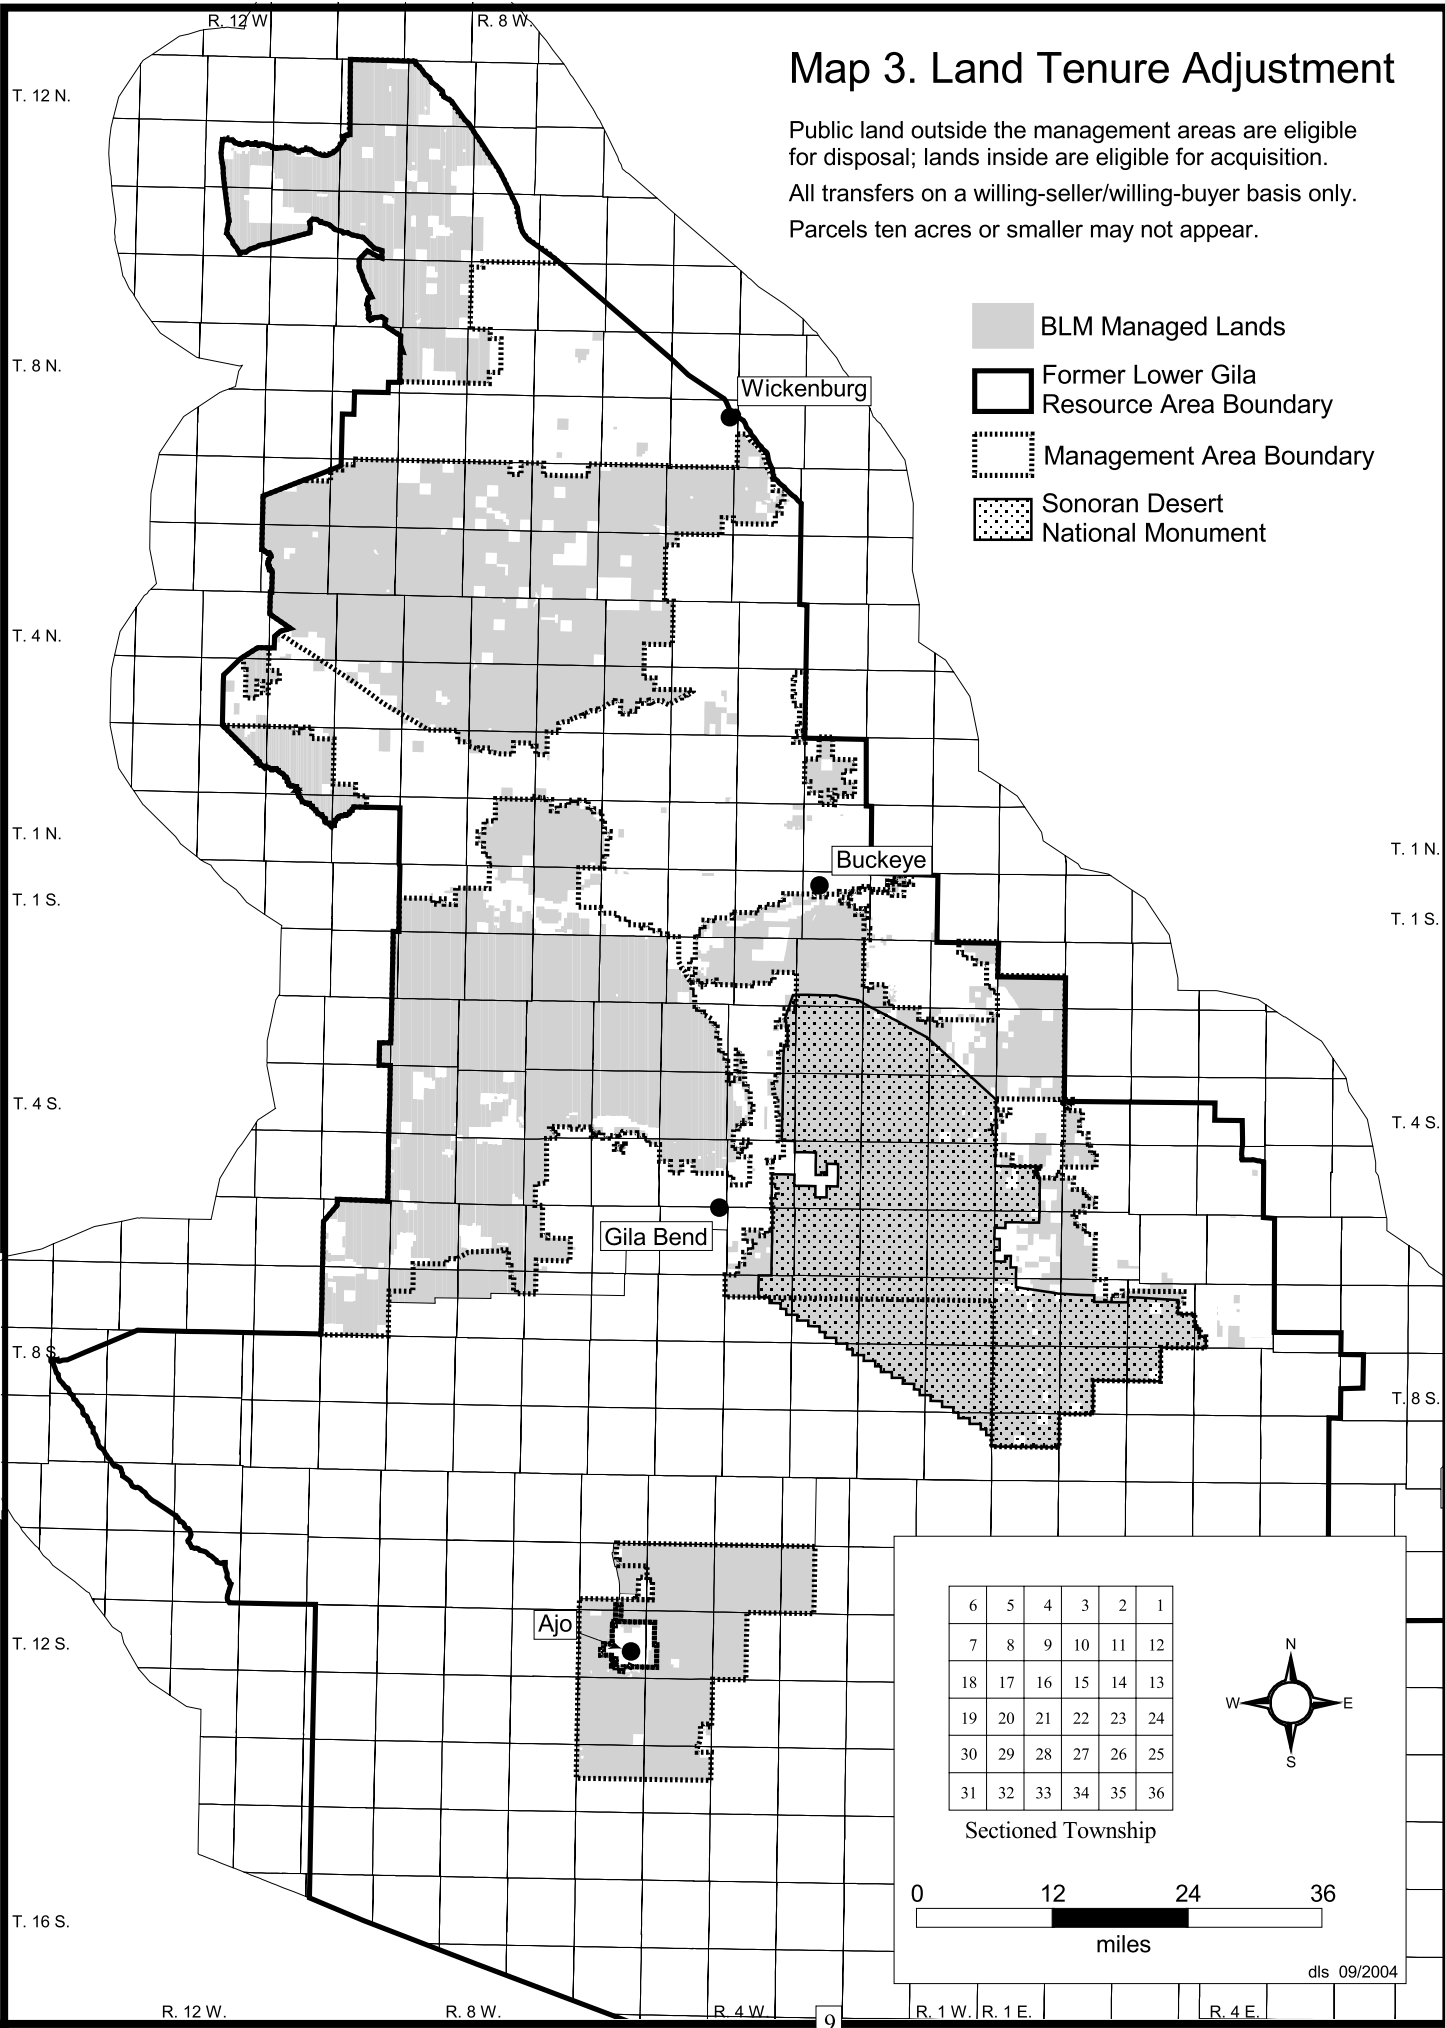 R. 12 W
R. 8 W.
Map 3. Land Tenure Adjustment
T. 12 N.
Public land outside the management areas are eligible
for disposal; lands inside are eligible for acquisition.
All transfers on a willing-seller/willing-buyer basis only.
Parcels ten acres or smaller may not appear.
BLM Managed Lands
T. 8 N.
Former Lower Gila
Resource Area Boundary
Wickenburg
Management Area Boundary
Sonoran Desert
National Monument
T. 4 N.
T. 1 N.
T. 1 N.
Buckeye
T. 1 S.
T. 1 S.
T. 4 S.
T. 4 S.
Gila Bend
T. 8 S.
T. 8 S.
Ajo
T. 12 S.
6 5 4 3 2 1
7 8 9 10 11 12
18 17 16 15 14 13
19 20 21 22 23 24
30 29 28 27 26 25
31 32 33 34 35 36
Sectioned Township
N
W E
S
0 12 24 36
miles
T. 16 S.
dls 09/2004
R. 12 W.
R. 8 W.
R. 4 W.
R. 1 W.
R. 1 E.
R. 4 E.
9